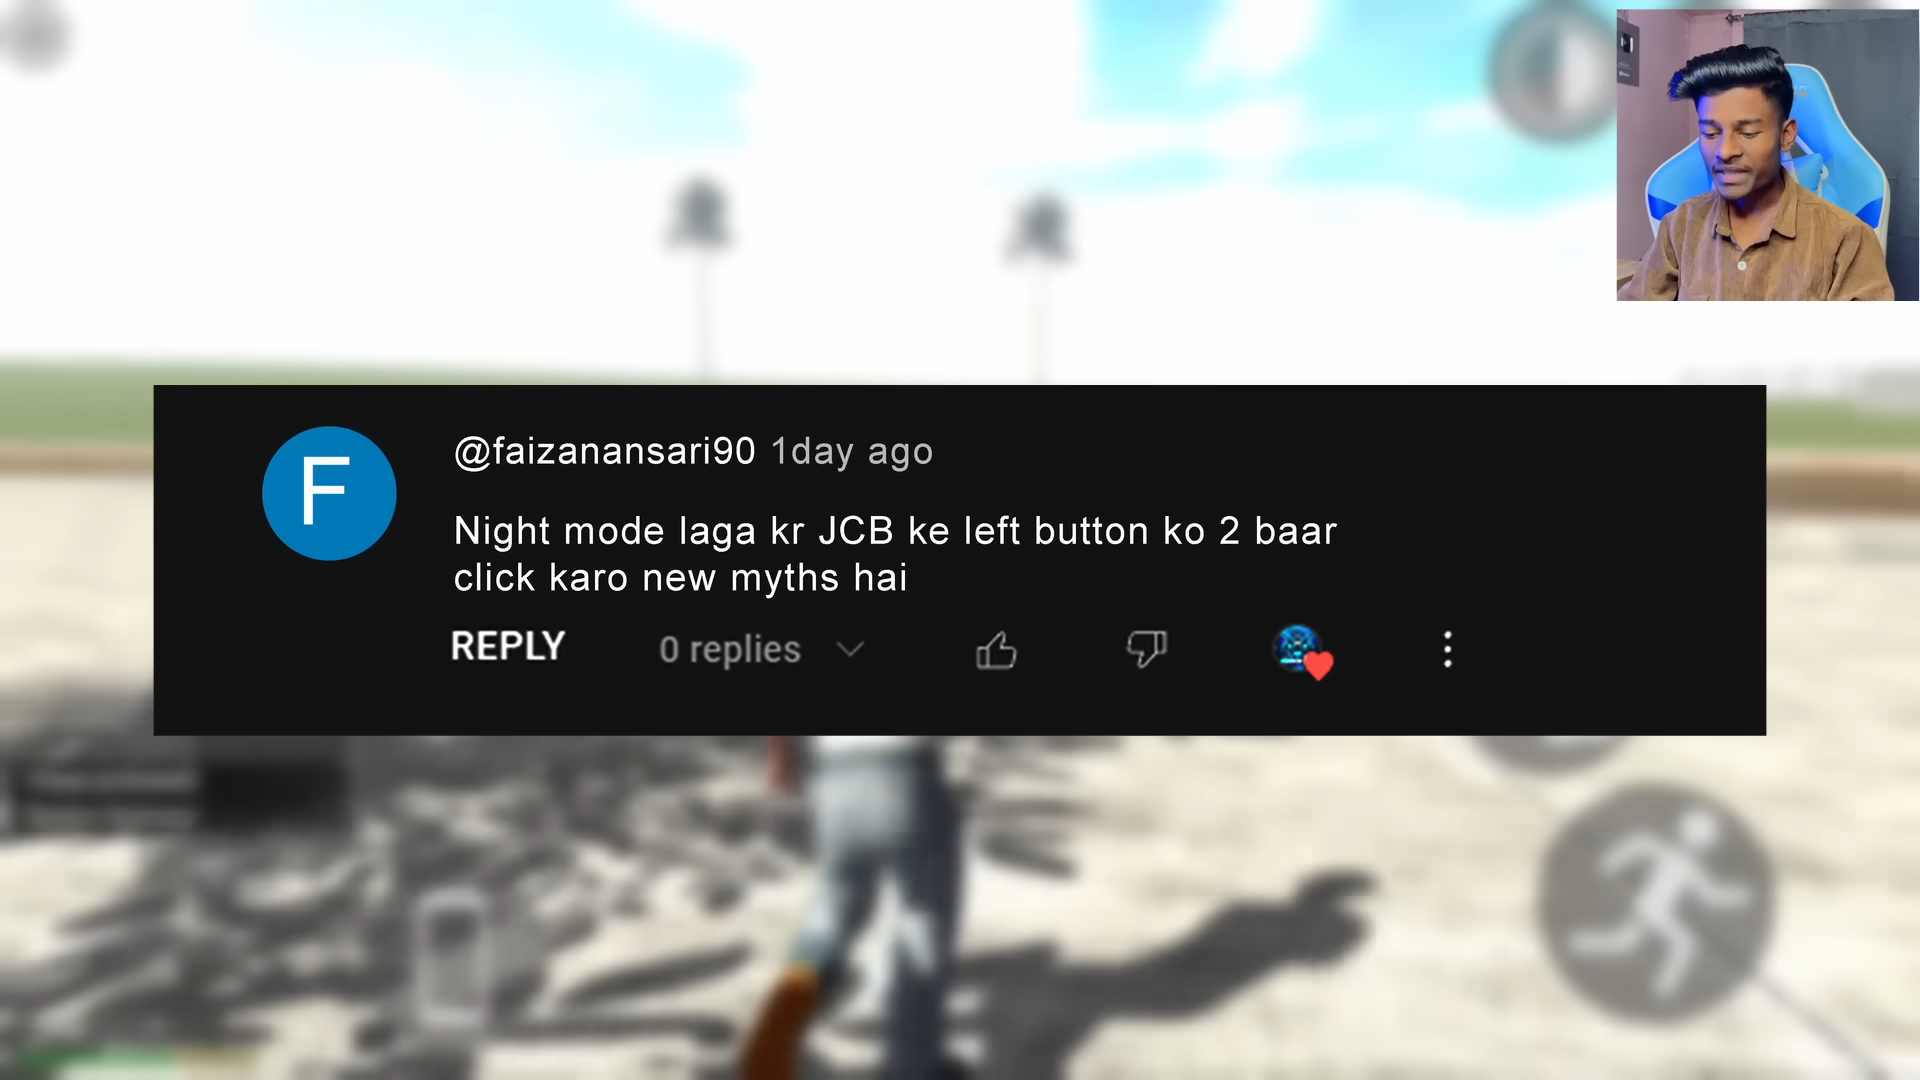 @faizanansari90 1day ago
Night mode laga kr JCB ke left button ko 2 baar
click karo new myths hai
REPLY 0 replies